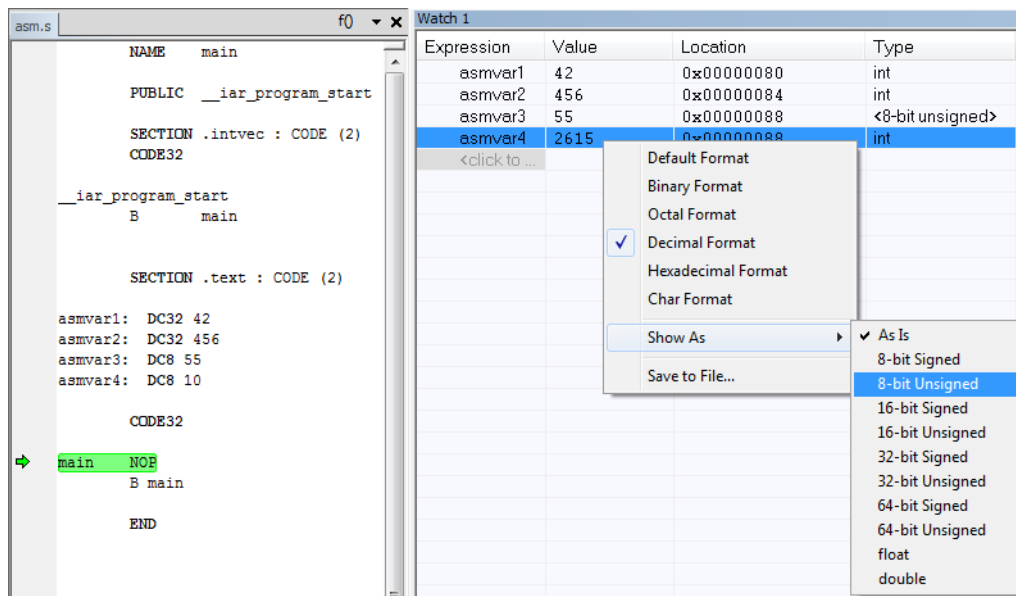 asm.s f()
NAME main
PUBLIC __iar_program_start
SECTION .intvec : CODE (2)
CODE32
__iar_program_start
B main
SECTION .text : CODE (2)
asmvar1: DC32 42
asmvar2: DC32 456
asmvar3: DC8 55
asmvar4: DC8 10
CODE32
main NOP
B main
END
Watch 1
Expression Value Location Type
asmvar1 42 0x00000080 int
asmvar2 456 0x00000084 int
asmvar3 55 0x00000088 <8-bit unsigned>
asmvar4 2615 0x00000088 int
<click to ...
Default Format
Binary Format
Octal Format
Decimal Format
Hexadecimal Format
Char Format
Show As
Save to File...
As Is
8-bit Signed
8-bit Unsigned
16-bit Signed
16-bit Unsigned
32-bit Signed
32-bit Unsigned
64-bit Signed
64-bit Unsigned
float
double